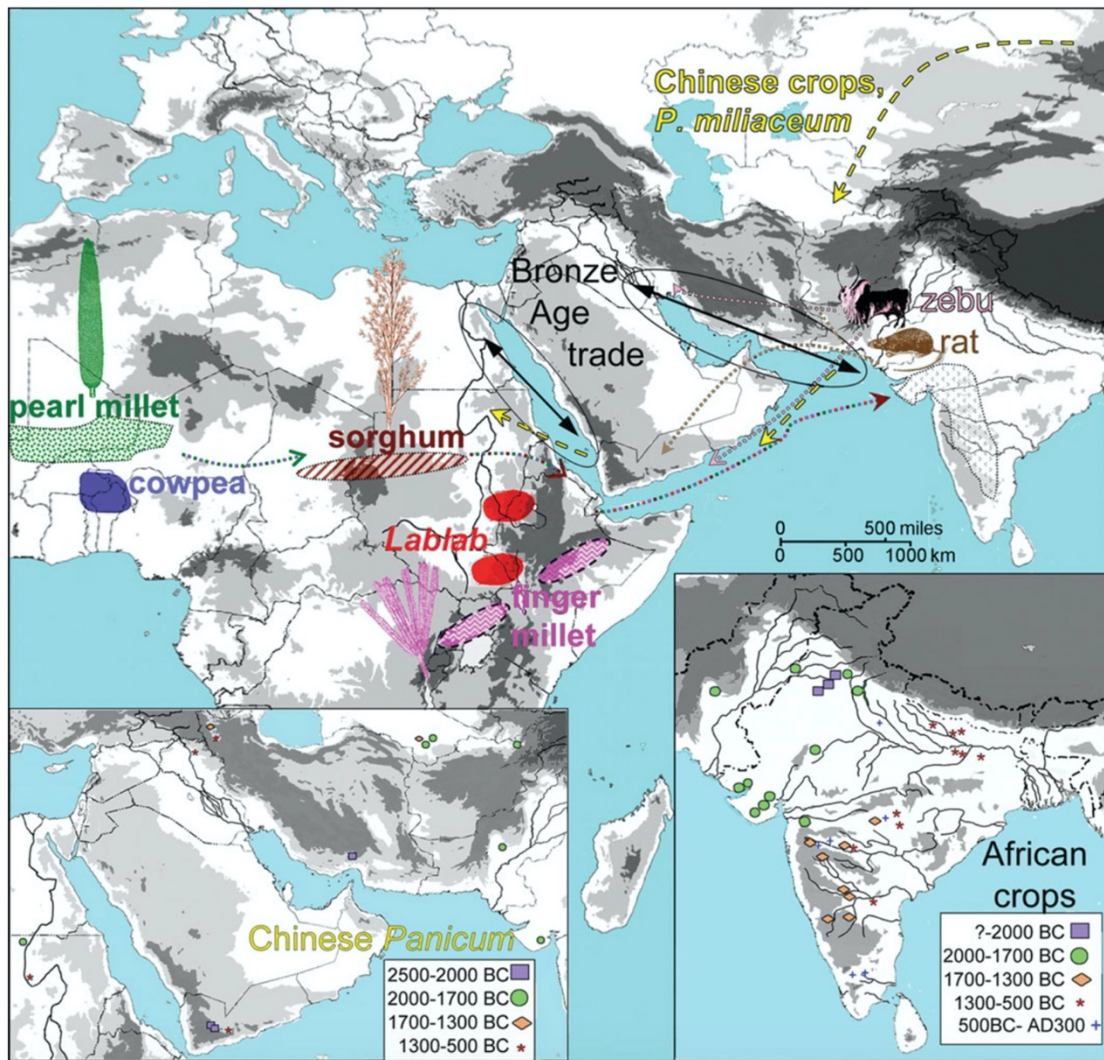 Chinese crops,
P. miliaceum
Bronze
Age
trade
zebu
rat
pearl millet
sorghum
cowpea
Lablab
finger
millet
0 500 miles
0 500 1000 km
Chinese Panicum
2500-2000 BC
2000-1700 BC
1700-1300 BC
1300-500 BC
African
crops
?-2000 BC
2000-1700 BC
1700-1300 BC
1300-500 BC
500BC- AD300